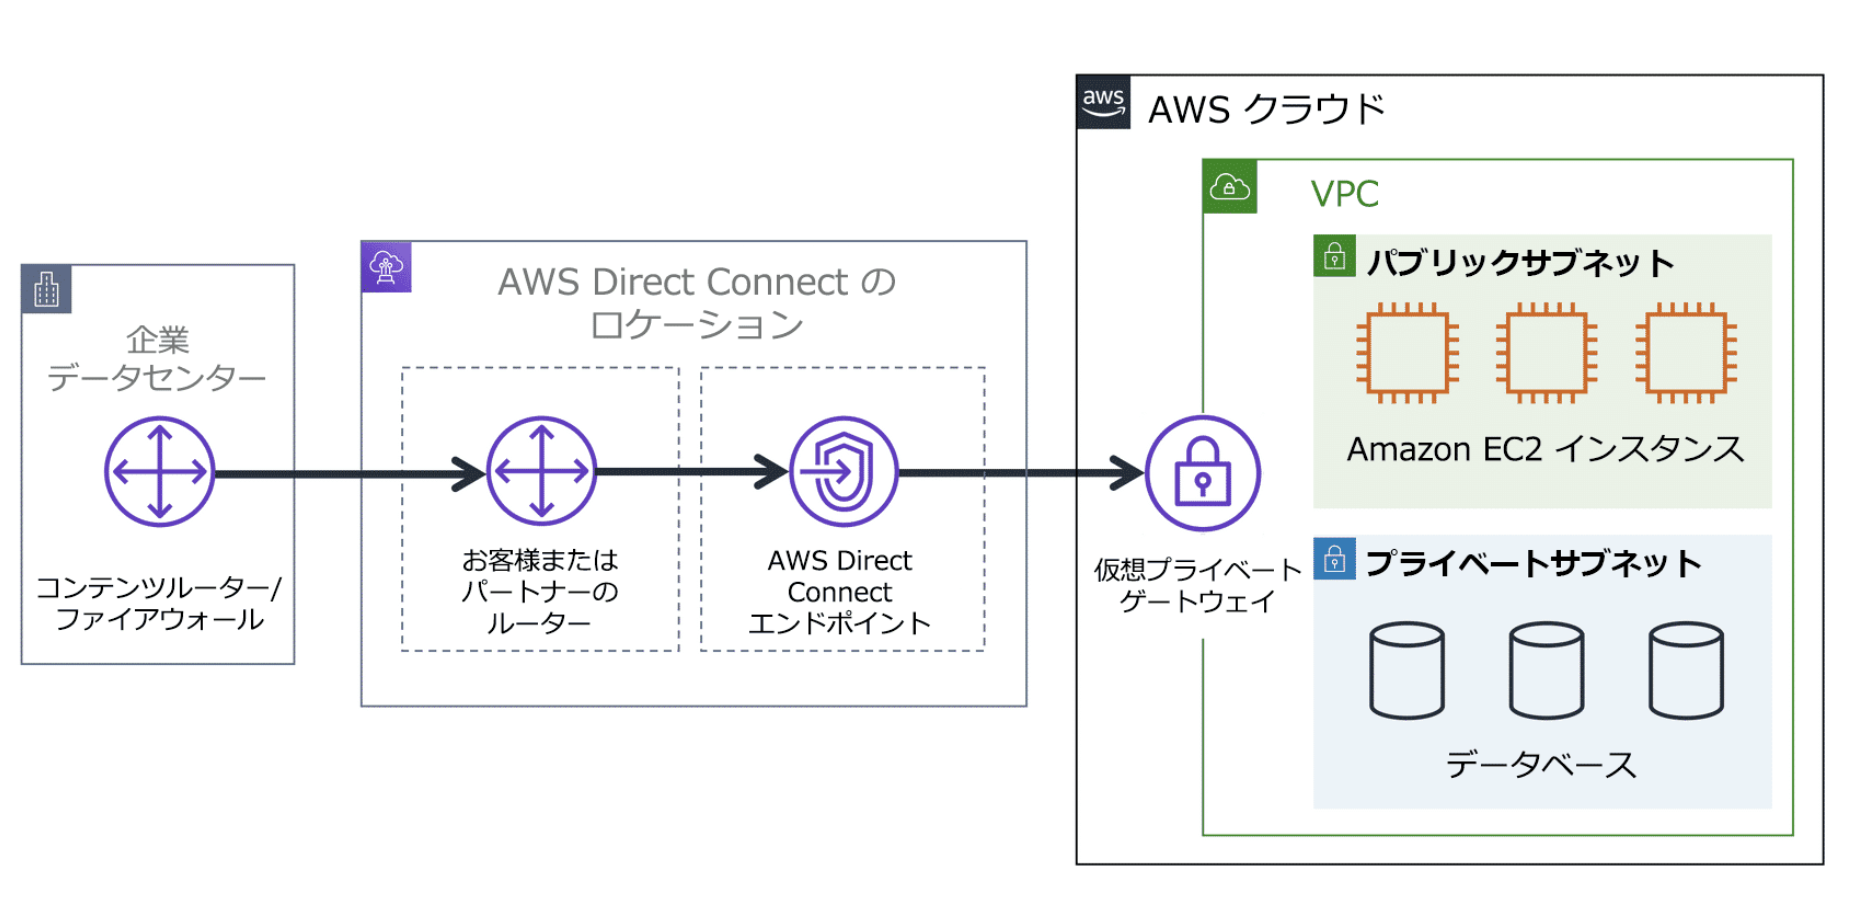 aws
AWS クラウド
VPC
パブリックサブネット
Amazon EC2 インスタンス
プライベートサブネット
データベース
仮想プライベート
ゲートウェイ
AWS Direct Connect の
ロケーション
お客様または
パートナーの
ルーター
AWS Direct
Connect
エンドポイント
企業
データセンター
コンテンツルーター/
ファイアウォール